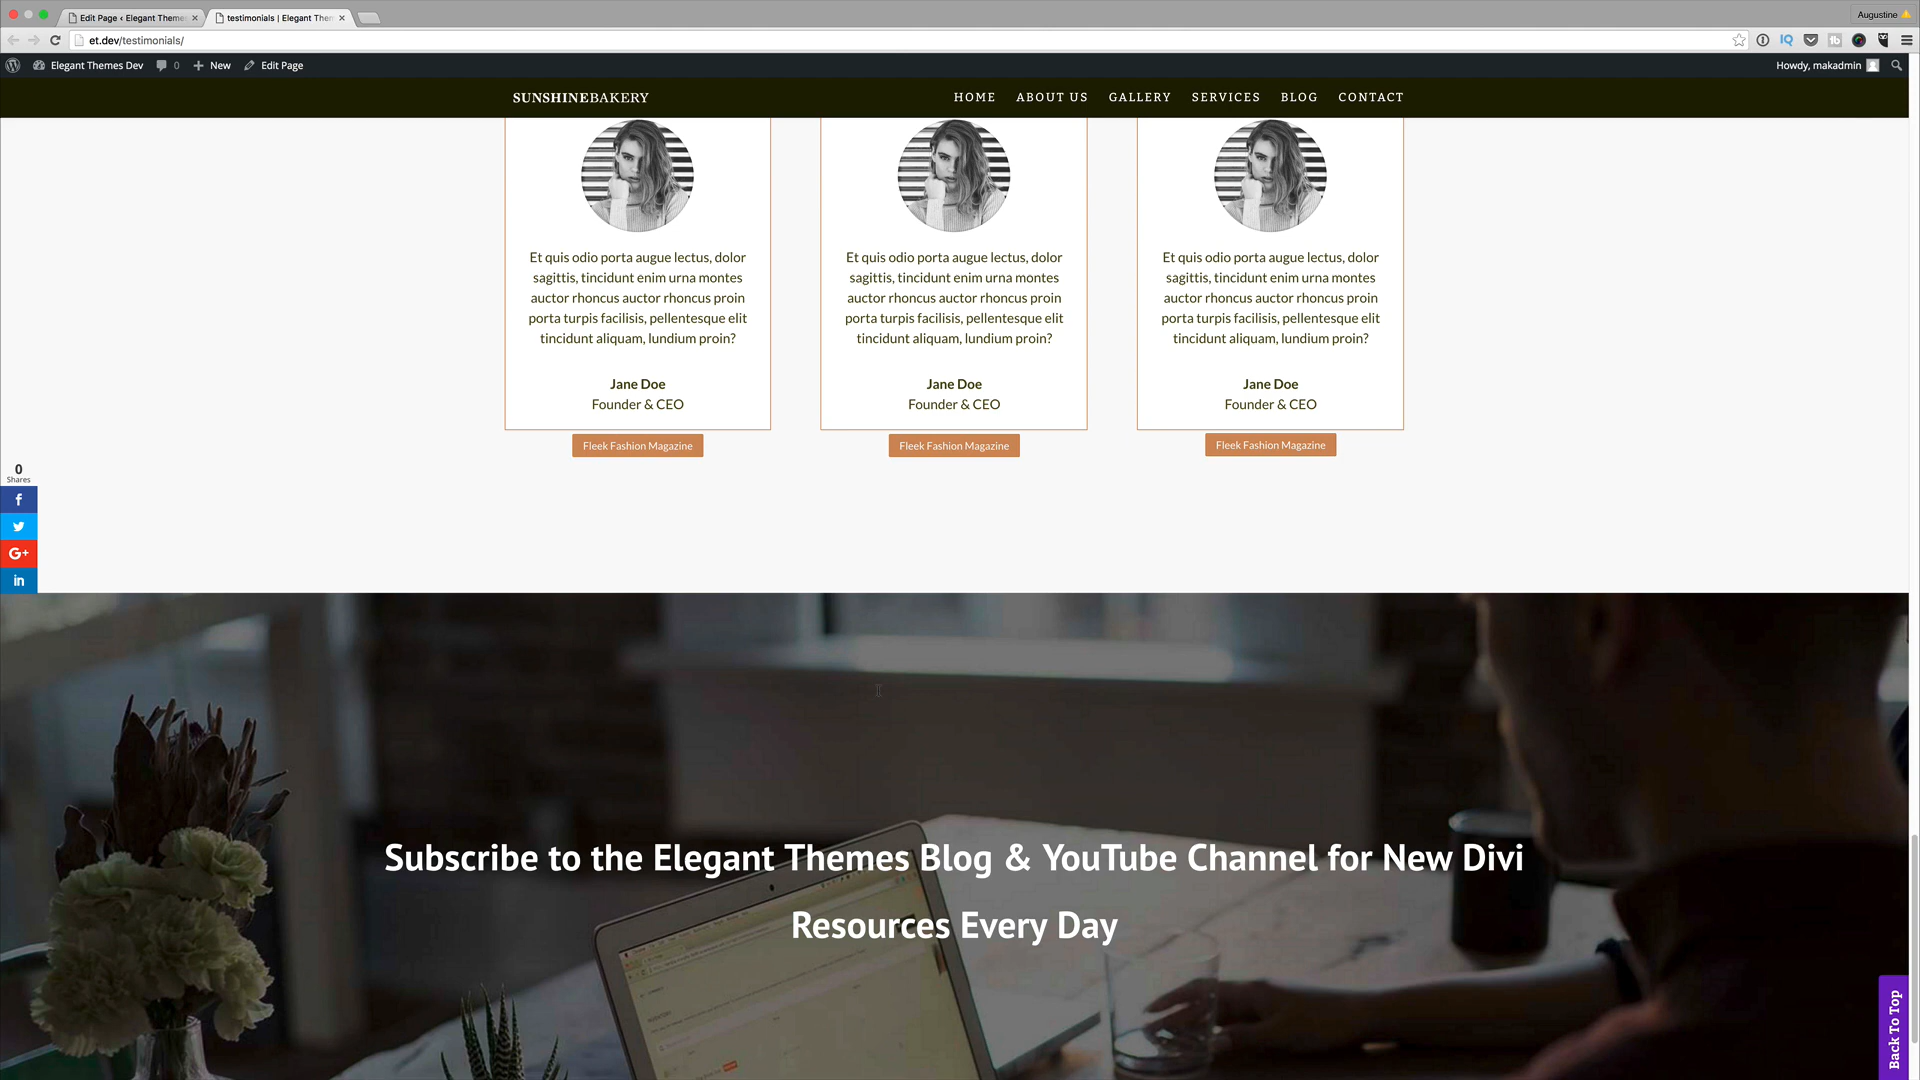 Edit Page ‹ Elegant Theme
testimonials | Elegant Them
Augustine
et.dev/testimonials/
Elegant Themes Dev
0
New
Edit Page
Howdy, makadmin
SUNSHINEBAKERY
HOME
ABOUT US
GALLERY
SERVICES
BLOG
CONTACT
Et quis odio porta augue lectus, dolor
sagittis, tincidunt enim urna montes
auctor rhoncus auctor rhoncus proin
porta turpis facilisis, pellentesque elit
tincidunt aliquam, lundium proin?
Jane Doe
Founder & CEO
Fleek Fashion Magazine
Et quis odio porta augue lectus, dolor
sagittis, tincidunt enim urna montes
auctor rhoncus auctor rhoncus proin
porta turpis facilisis, pellentesque elit
tincidunt aliquam, lundium proin?
Jane Doe
Founder & CEO
Fleek Fashion Magazine
Et quis odio porta augue lectus, dolor
sagittis, tincidunt enim urna montes
auctor rhoncus auctor rhoncus proin
porta turpis facilisis, pellentesque elit
tincidunt aliquam, lundium proin?
Jane Doe
Founder & CEO
Fleek Fashion Magazine
0
Shares
f
G+
in
Subscribe to the Elegant Themes Blog & YouTube Channel for New Divi
Resources Every Day
Back To Top